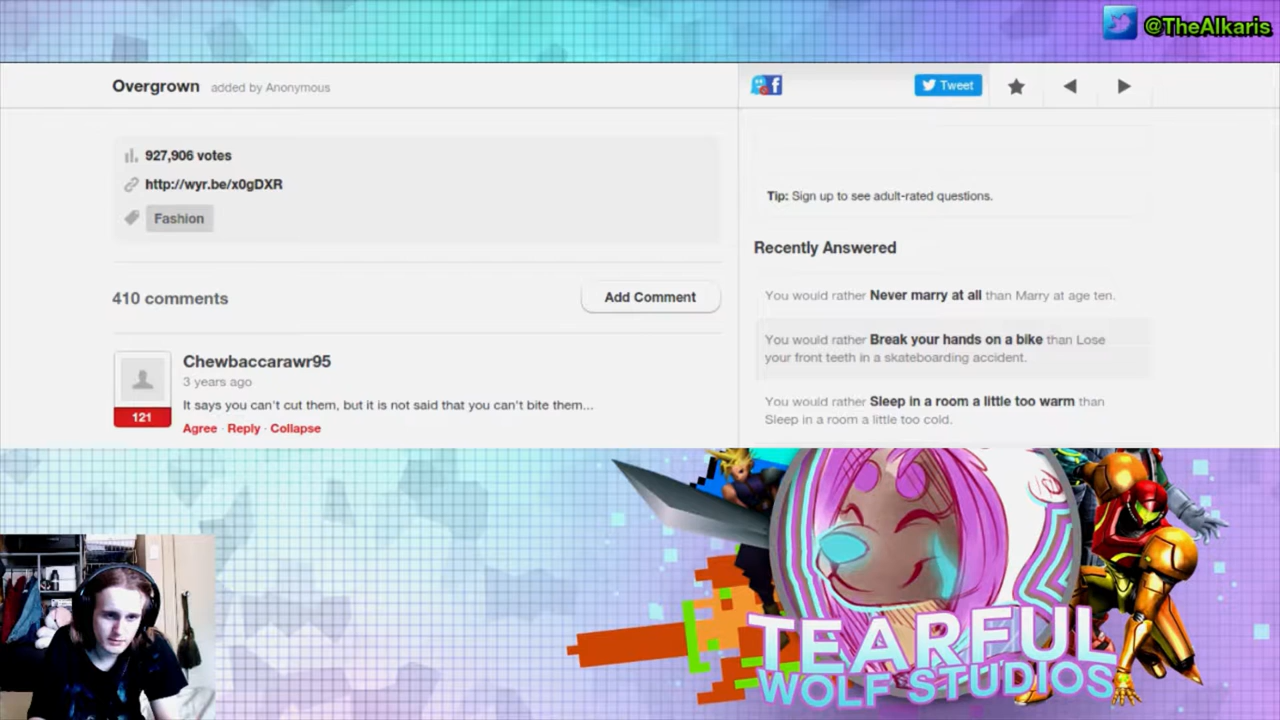 @TheAlkaris
Overgrown added by Anonymous
Tweet
927,906 votes
http://wyr.be/x0gDXR
Fashion
410 comments
Add Comment
Chewbaccarawr95
3 years ago
121
It says you can't cut them, but it is not said that you can't bite them...
Agree · Reply · Collapse
Tip: Sign up to see adult-rated questions.
Recently Answered
You would rather Never marry at all than Marry at age ten.
You would rather Break your hands on a bike than Lose
your front teeth in a skateboarding accident.
You would rather Sleep in a room a little too warm than
Sleep in a room a little too cold.
TEARFUL
WOLF STUDIOS